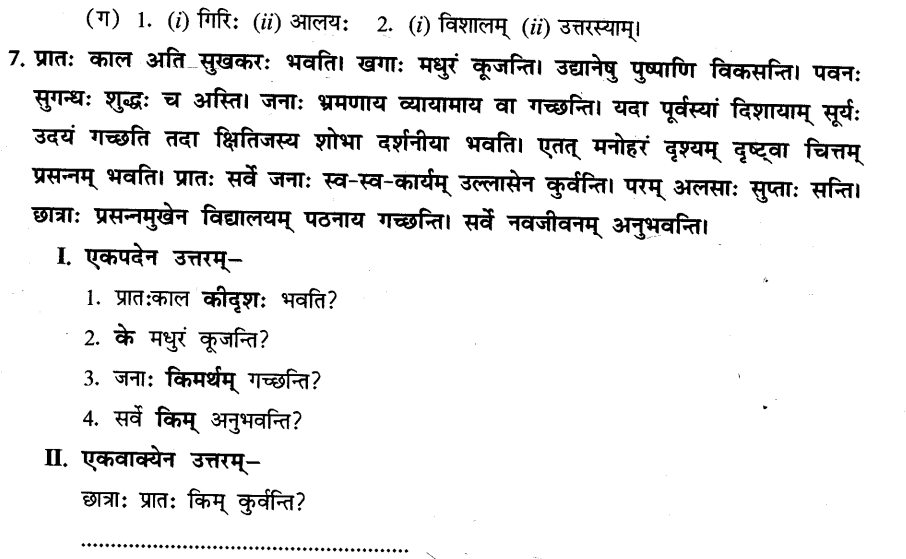 (ग) 1. (i) गिरिः (ii) आलयः 2. (i) विशालम् (ii) उत्तरस्याम्।
7. प्रातः काल अति सुखकरः भवति। खगाः मधुरं कूजन्ति। उद्यानेषु पुष्पाणि विकसन्ति। पवनः
सुगन्धः शुद्धः च अस्ति। जनाः भ्रमणाय व्यायामाय वा गच्छन्ति। यदा पूर्वस्यां दिशायाम् सूर्यः
उदयं गच्छति तदा क्षितिजस्य शोभा दर्शनीया भवति। एतत् मनोहरं दृश्यम् दृष्ट्वा चित्तम्
प्रसन्नम् भवति। प्रातः सर्वे जनाः स्व-स्व-कार्यम् उल्लासेन कुर्वन्ति। परम् अलसाः सुप्ताः सन्ति।
छात्राः प्रसन्नमुखेन विद्यालयम् पठनाय गच्छन्ति। सर्वे नवजीवनम् अनुभवन्ति।
I. एकपदेन उत्तरम्–
1. प्रातःकाल कीदृशः भवति?
2. के मधुरं कूजन्ति?
3. जनाः किमर्थम् गच्छन्ति?
4. सर्वे किम् अनुभवन्ति?
II. एकवाक्येन उत्तरम्–
छात्राः प्रातः किम् कुर्वन्ति?
......................................................